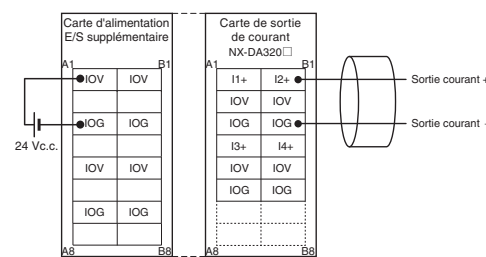 Carte d'alimentation
E/S supplémentaire
A1 B1
IOV IOV
IOG IOG
IOV IOV
IOG IOG
A8 B8
24 Vc.c.
Carte de sortie
de courant
NX-DA320□
A1 B1
I1+ I2+
IOV IOV
IOG IOG
I3+ I4+
IOV IOV
IOG IOG
A8 B8
Sortie courant +
Sortie courant -